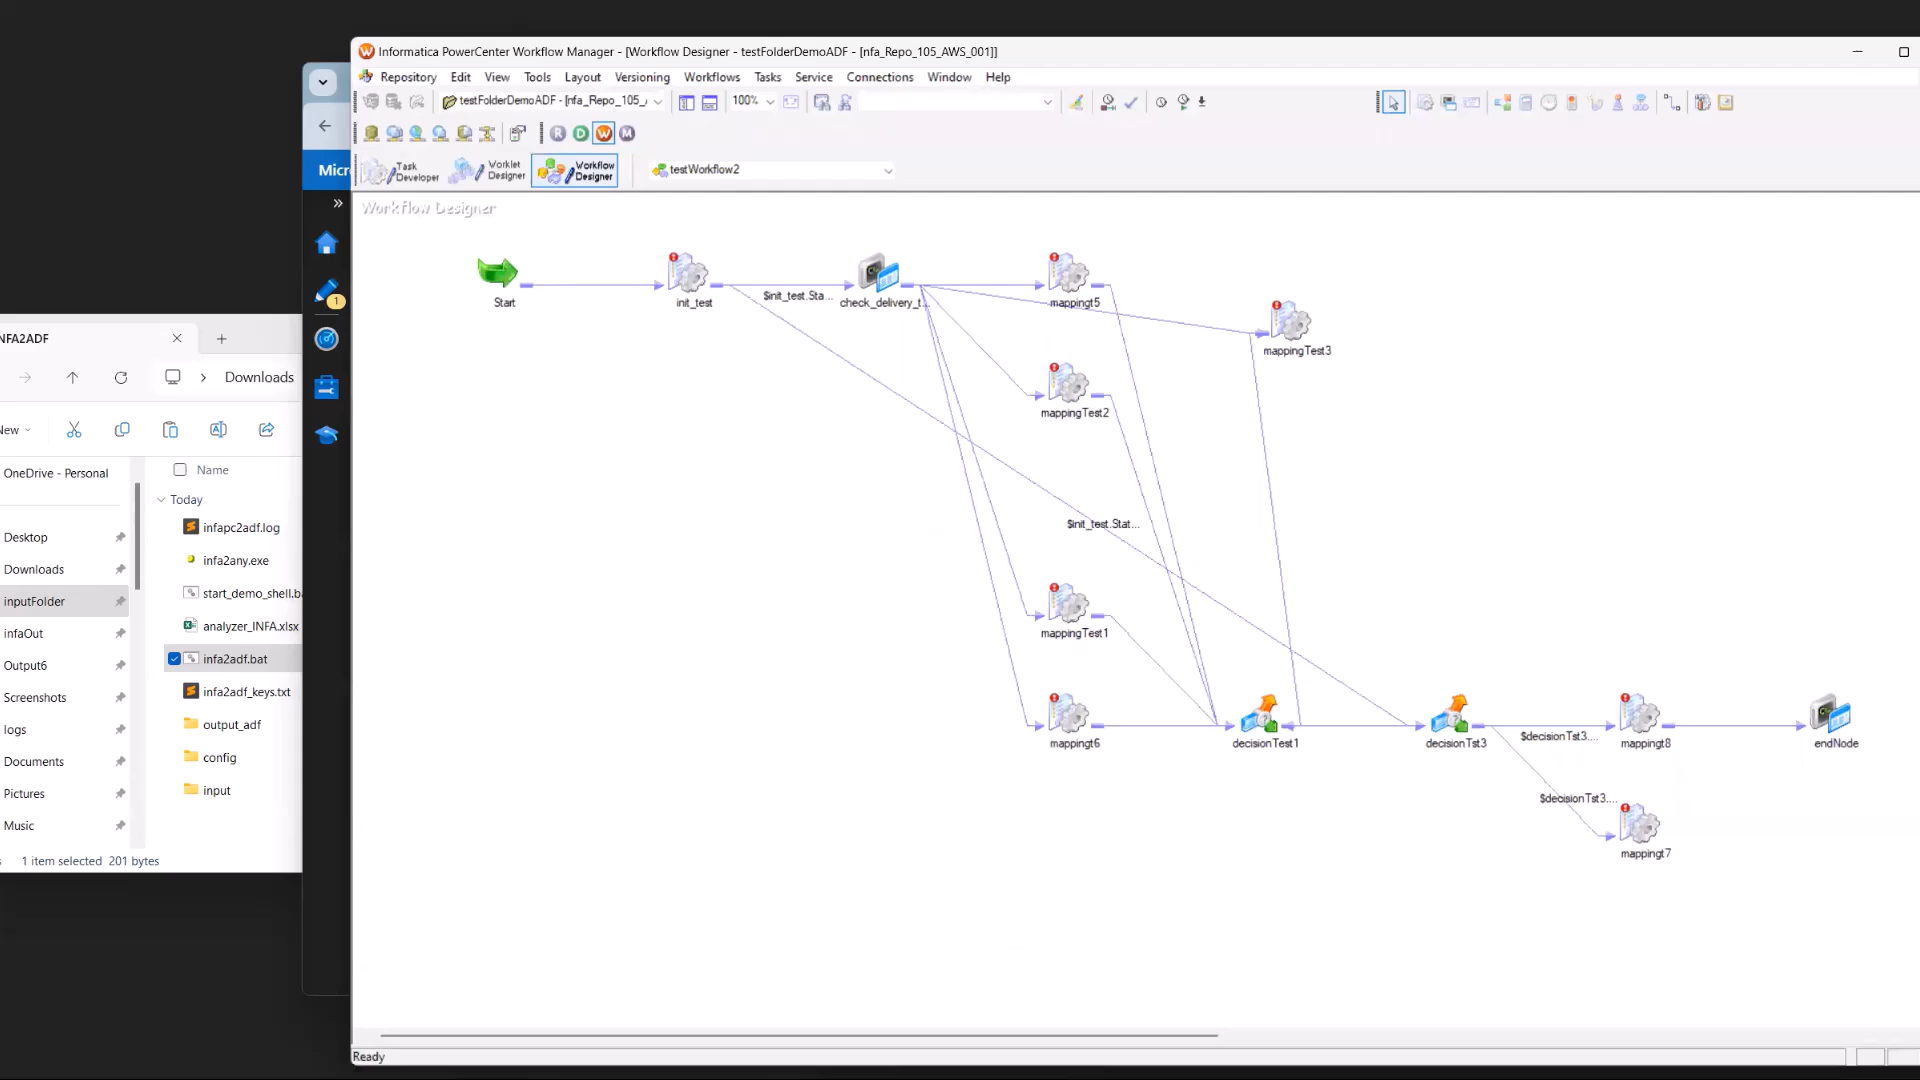 Informatica PowerCenter Workflow Manager - [Workflow Designer - testFolderDemoADF - [nfa_Repo_105_AWS_001]]
Repository Edit View Tools Layout Versioning Workflows Tasks Service Connections Window Help
testFolderDemoADF - [nfa_Repo_105_ 100%
R D W M
Task Developer Worklet Designer Workflow Designer testWorkflow2
Micr
Workflow Designer
Start
init_test
$init_test.Sta...
check_delivery_t...
mappingt5
mappingTest3
mappingTest2
$init_test.Stat...
mappingTest1
mappingt6
decisionTest1
decisionTst3
$decisionTst3....
mappingt8
endNode
$decisionTst3....
mappingt7
Ready
1
NFA2ADF
Downloads
New
Name
OneDrive - Personal
Today
Desktop
Downloads
inputFolder
infaOut
Output6
Screenshots
logs
Documents
Pictures
Music
infapc2adf.log
infa2any.exe
start_demo_shell.ba
analyzer_INFA.xlsx
infa2adf.bat
infa2adf_keys.txt
output_adf
config
input
1 item selected 201 bytes